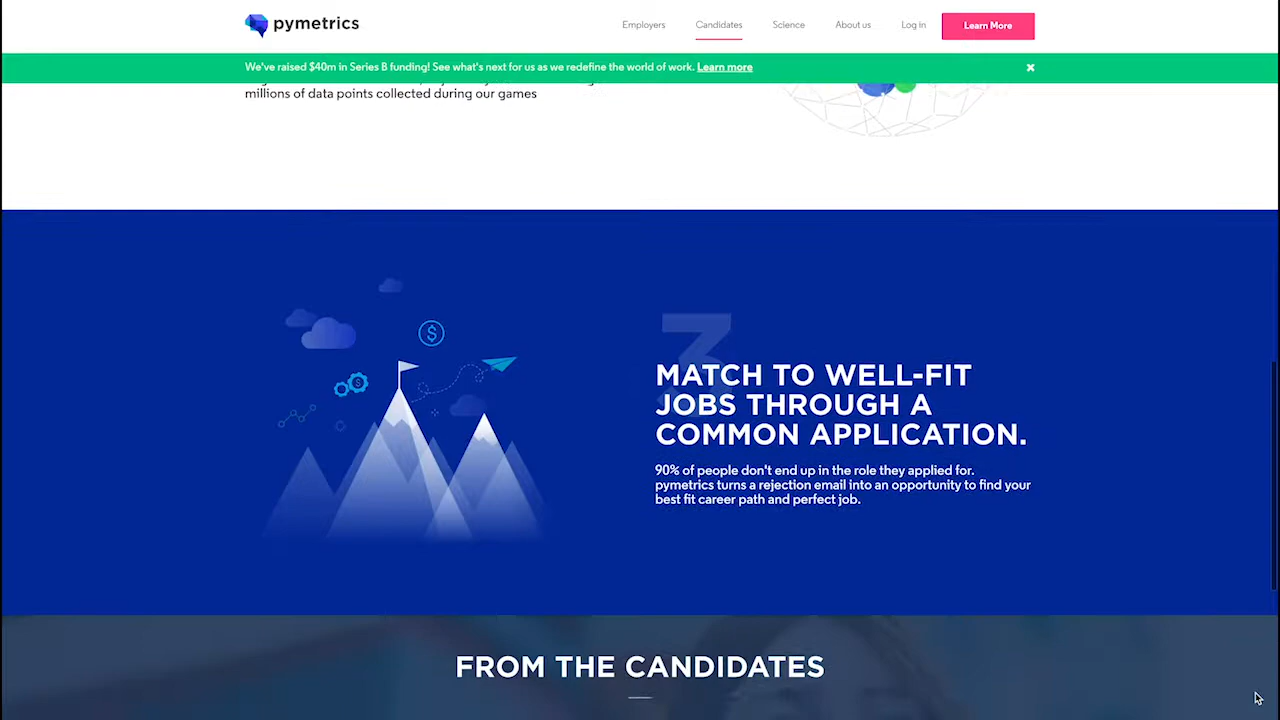 pymetrics
Employers
Candidates
Science
About us
Log in
Learn More
We've raised $40m in Series B funding! See what's next for us as we redefine the world of work. Learn more
millions of data points collected during our games
3
MATCH TO WELL-FIT
JOBS THROUGH A
COMMON APPLICATION.
90% of people don't end up in the role they applied for.
pymetrics turns a rejection email into an opportunity to find your
best fit career path and perfect job.
FROM THE CANDIDATES